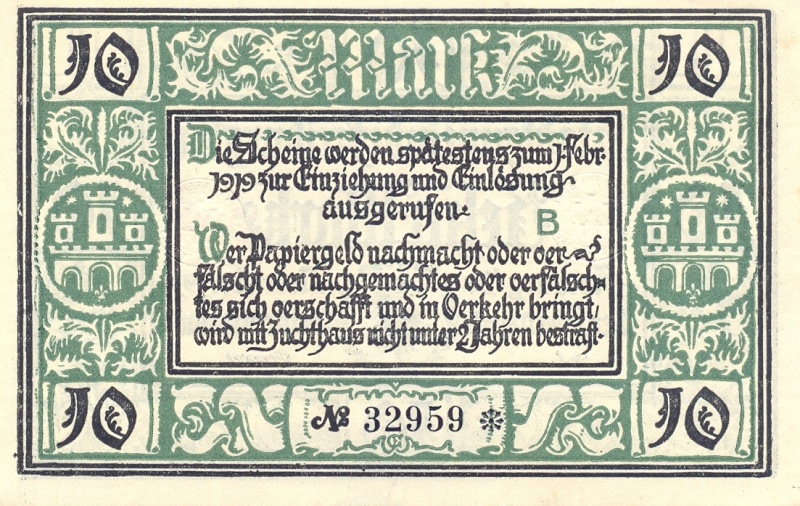 10 Mark 10
Die Scheine werden spätestens zum 1. Febr.
1919 zur Einziehung und Einlösung
ausgerufen.
B
Wer Papiergeld nachmacht oder ver-
fälscht oder nachgemachtes oder verfälsch-
tes sich verschafft und in Verkehr bringt,
wird mit Zuchthaus nicht unter 2 Jahren bestraft.
10 № 32959 10